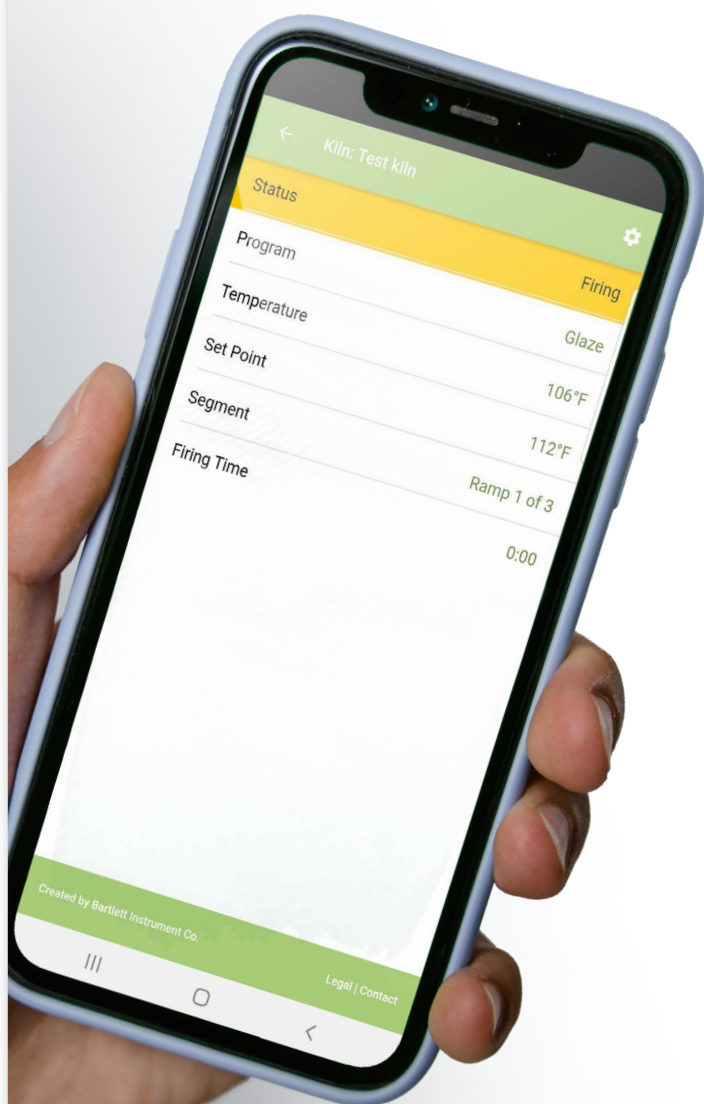 Kiln: Test kiln
Status Firing
Program Glaze
Temperature 106°F
Set Point 112°F
Segment Ramp 1 of 3
Firing Time 0:00
Created by Bartlett Instrument Co. Legal | Contact